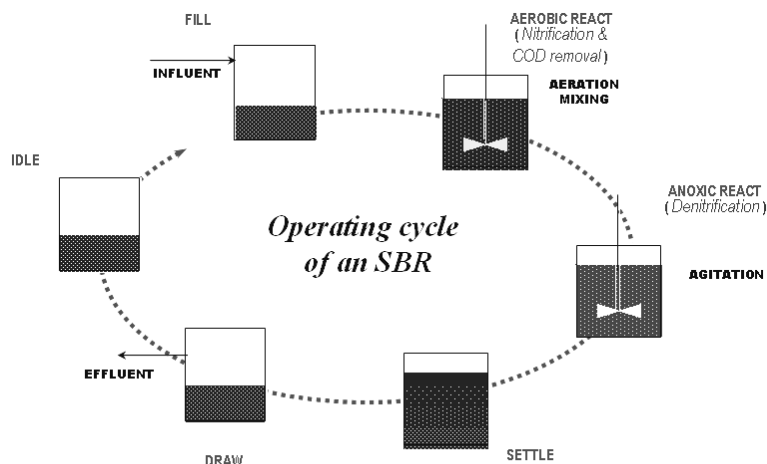 FILL
INFLUENT
AEROBIC REACT
(Nitrification &
COD removal)
AERATION
MIXING
ANOXIC REACT
(Denitrification)
AGITATION
SETTLE
DRAW
EFFLUENT
IDLE
Operating cycle
of an SBR